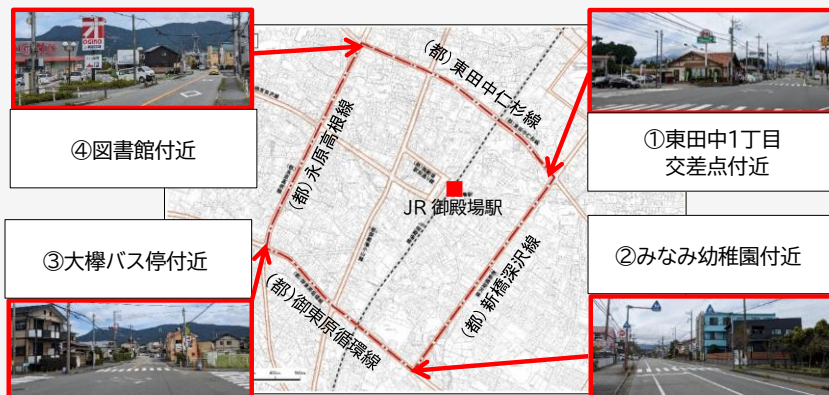 ①東田中1丁目
交差点付近
②みなみ幼稚園付近
③大欅バス停付近
④図書館付近
(都)東田中仁杉線
(都)永原高根線
JR 御殿場駅
(都)新橋深沢線
(都)御東原循環線
OGINO